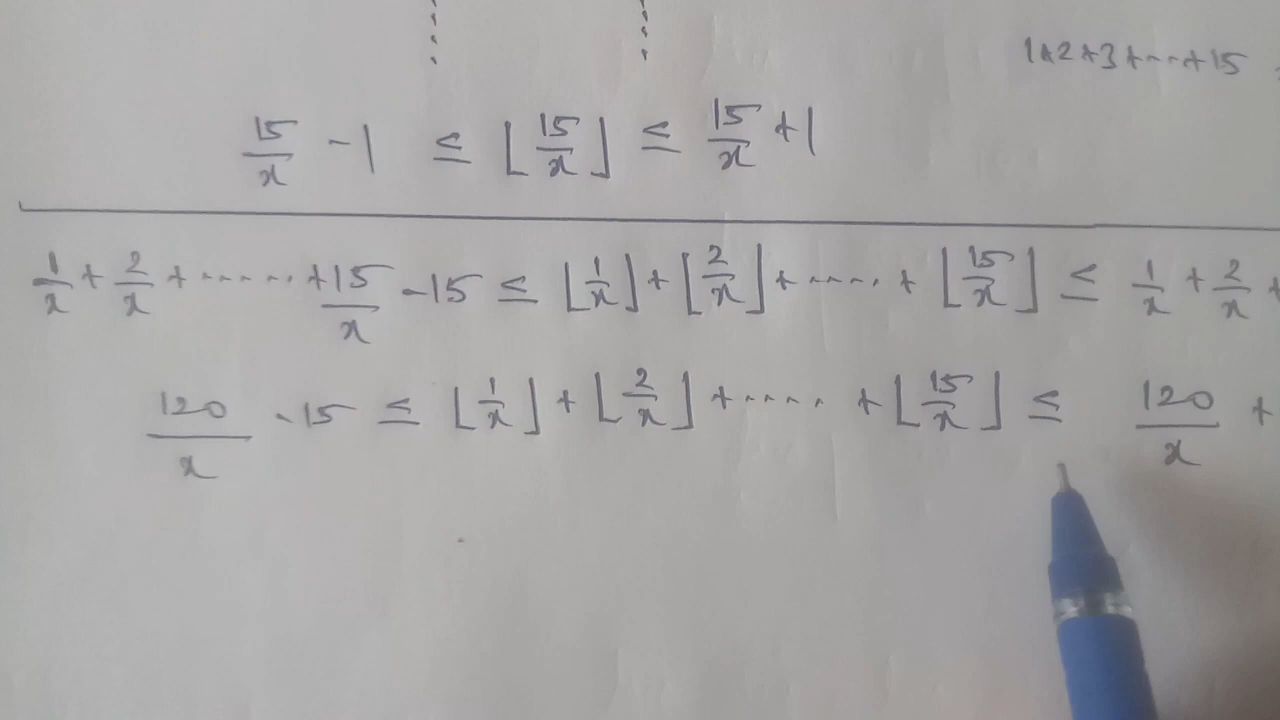 1+2+3+....+15
15/x - 1 ≤ ⌊15/x⌋ ≤ 15/x + 1
1/x + 2/x + ...... + 15/x - 15 ≤ ⌊1/x⌋ + ⌊2/x⌋ + ..... + ⌊15/x⌋ ≤ 1/x + 2/x +
120/x - 15 ≤ ⌊1/x⌋ + ⌊2/x⌋ + ..... + ⌊15/x⌋ ≤ 120/x +